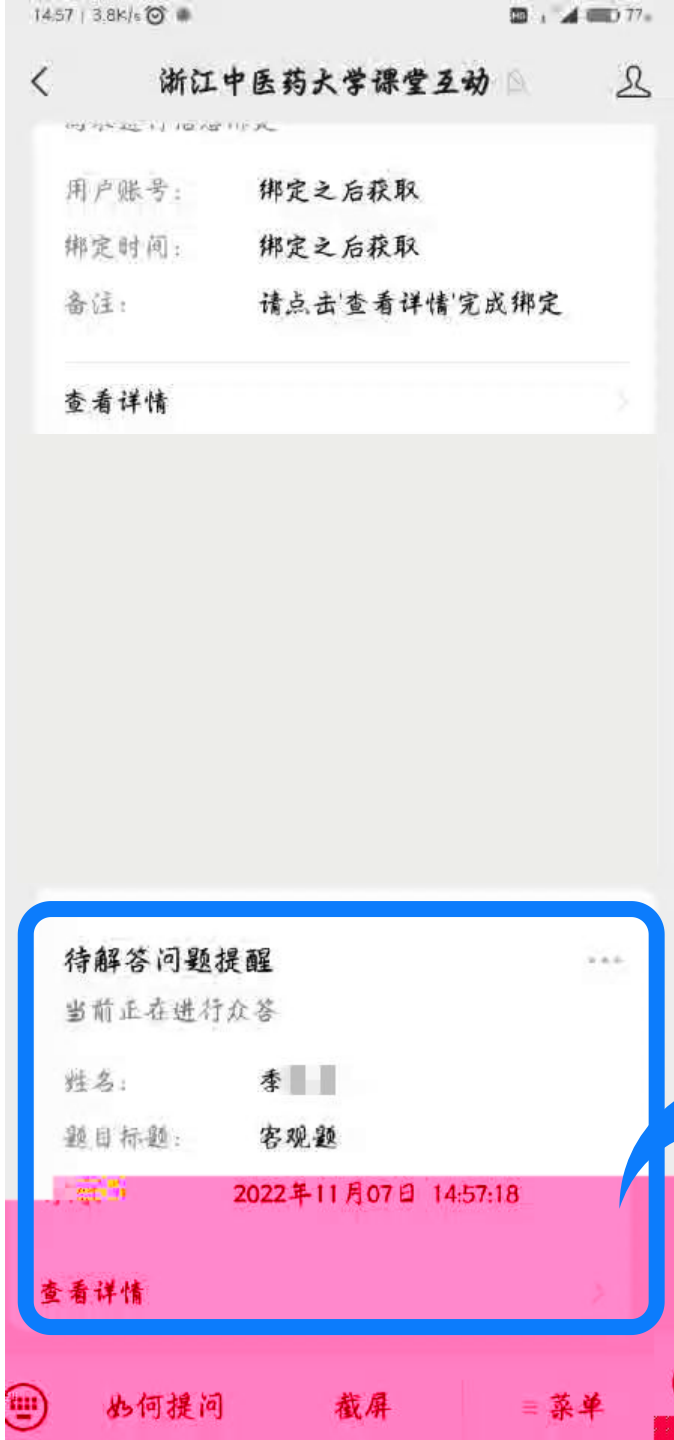 14:57 | 3.8K/s
HD 77
浙江中医药大学课堂互动
用户账号: 绑定之后获取
绑定时间: 绑定之后获取
备注: 请点击'查看详情'完成绑定
查看详情
待解答问题提醒
当前正在进行众答
姓名: 季
题目标题: 客观题
2022年11月07日 14:57:18
查看详情
如何提问 截屏 菜单